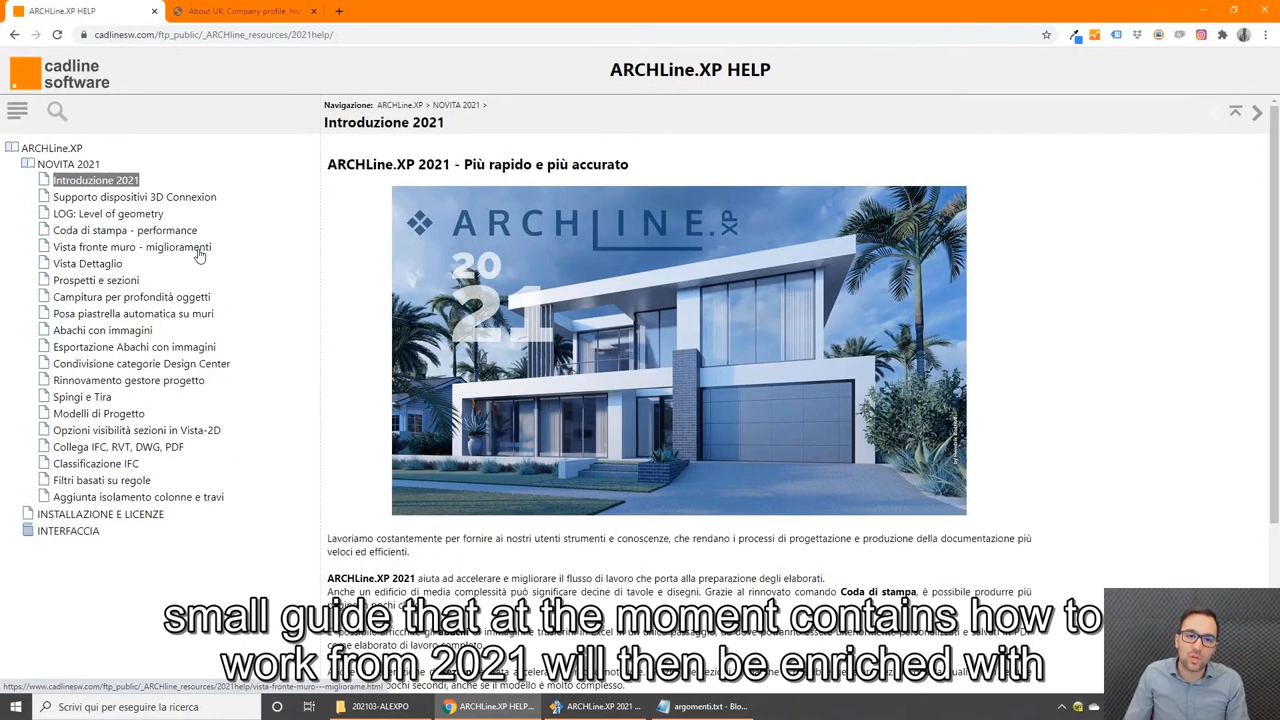 ARCHLine.XP HELP
About UK: Company profile, his
cadlinesw.com/ftp_public/_ARCHline_resources/2021help/
cadline
software
ARCHLine.XP HELP
Navigazione: ARCHLine.XP > NOVITA 2021 >
Introduzione 2021
ARCHLine.XP
NOVITA 2021
Introduzione 2021
Supporto dispositivi 3D Connexion
LOG: Level of geometry
Coda di stampa - performance
Vista fronte muro - miglioramenti
Vista Dettaglio
Prospetti e sezioni
Campitura per profondità oggetti
Posa piastrella automatica su muri
Abachi con immagini
Esportazione Abachi con immagini
Condivisione categorie Design Center
Rinnovamento gestore progetto
Spingi e Tira
Modelli di Progetto
Opzioni visibilità sezioni in Vista-2D
Collega IFC, RVT, DWG, PDF
Classificazione IFC
Filtri basati su regole
Aggiunta isolamento colonne e travi
INSTALLAZIONE E LICENZE
INTERFACCIA
ARCHLine.XP 2021 - Più rapido e più accurato
ARCHLINE.XP
20
21
Lavoriamo costantemente per fornire ai nostri utenti strumenti e conoscenze, che rendano i processi di progettazione e produzione della documentazione più
veloci ed efficienti.
ARCHLine.XP 2021 aiuta ad accelerare e migliorare il flusso di lavoro che porta alla preparazione degli elaborati.
Anche un edificio di media complessità può significare decine di tavole e disegni. Grazie al rinnovato comando Coda di stampa, è possibile produrre più
small guide that at the moment contains how to
work from 2021 will then be enriched with
pochi secondi, anche se il modello è molto complesso.
https://www.cadlinesw.com/ftp_public/_ARCHline_resources/2021help/vista-fronte-muro---migliorame.html
Scrivi qui per eseguire la ricerca
202103-ALEXPO
ARCHLine.XP HELP...
ARCHLine.XP 2021 ...
argomenti.txt - Blo...